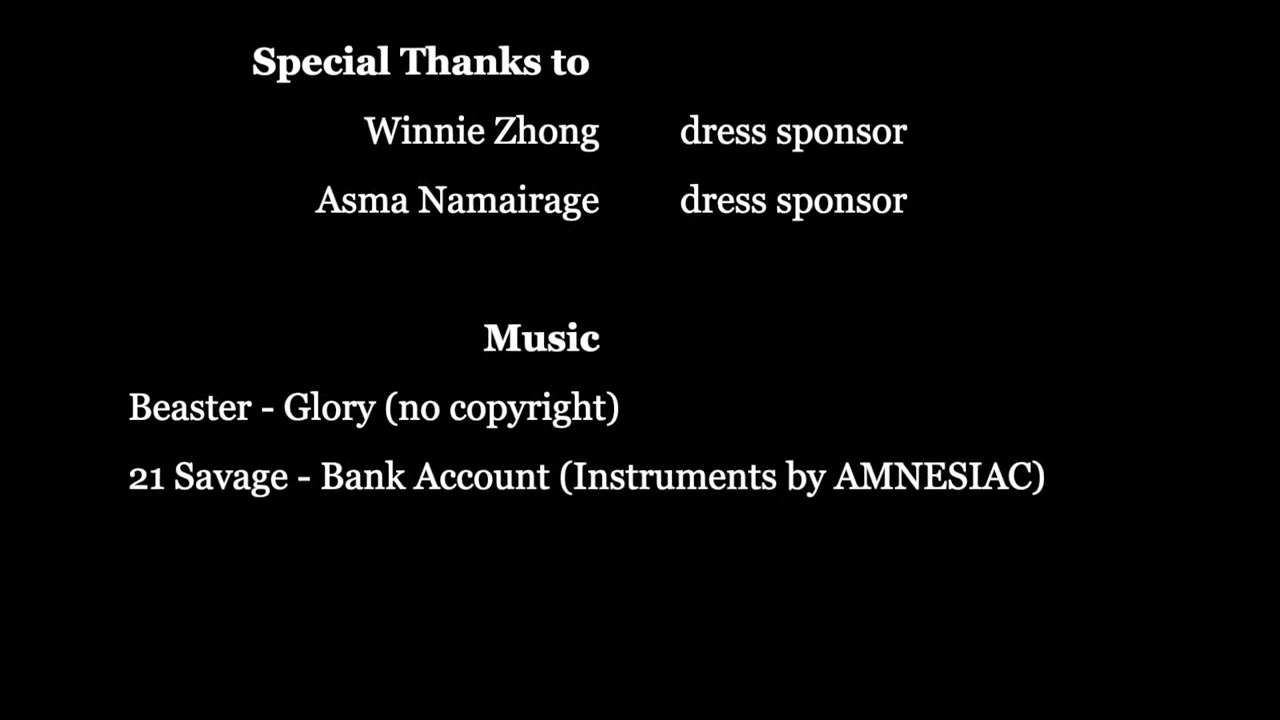 Special Thanks to
Winnie Zhong dress sponsor
Asma Namairage dress sponsor
Music
Beaster - Glory (no copyright)
21 Savage - Bank Account (Instruments by AMNESIAC)